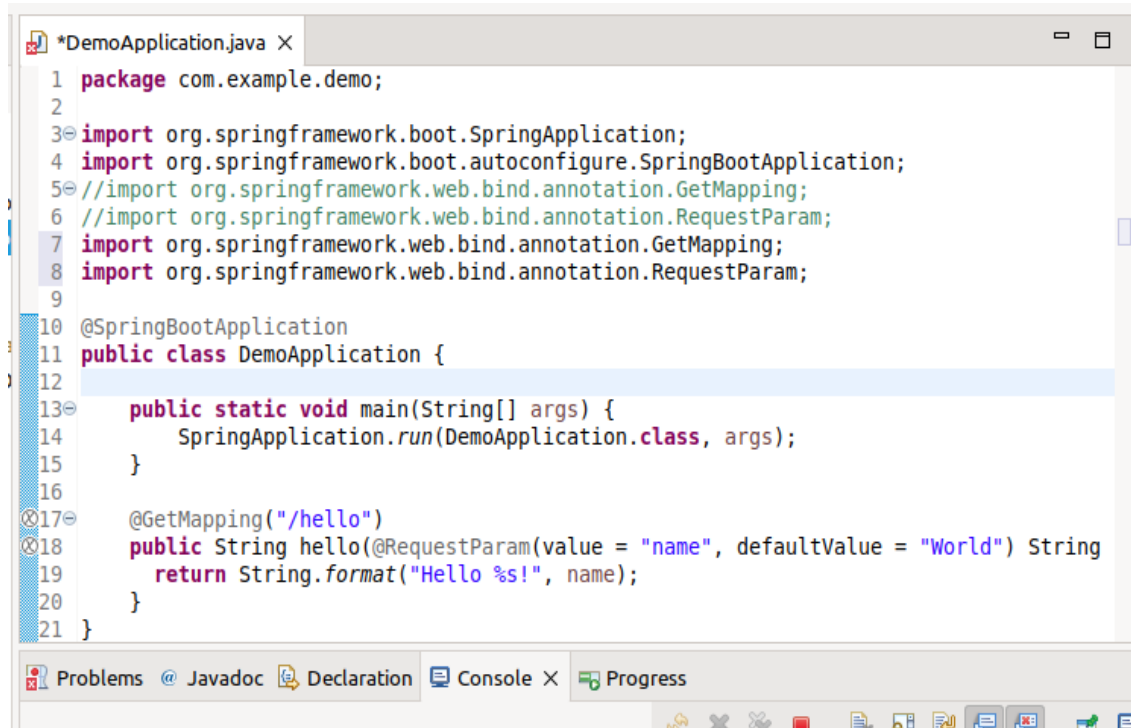 *DemoApplication.java
1 package com.example.demo;
2
3 import org.springframework.boot.SpringApplication;
4 import org.springframework.boot.autoconfigure.SpringBootApplication;
5 //import org.springframework.web.bind.annotation.GetMapping;
6 //import org.springframework.web.bind.annotation.RequestParam;
7 import org.springframework.web.bind.annotation.GetMapping;
8 import org.springframework.web.bind.annotation.RequestParam;
9
10 @SpringBootApplication
11 public class DemoApplication {
12
13     public static void main(String[] args) {
14         SpringApplication.run(DemoApplication.class, args);
15     }
16
17     @GetMapping("/hello")
18     public String hello(@RequestParam(value = "name", defaultValue = "World") String
19       return String.format("Hello %s!", name);
20     }
21 }
Problems @ Javadoc Declaration Console Progress